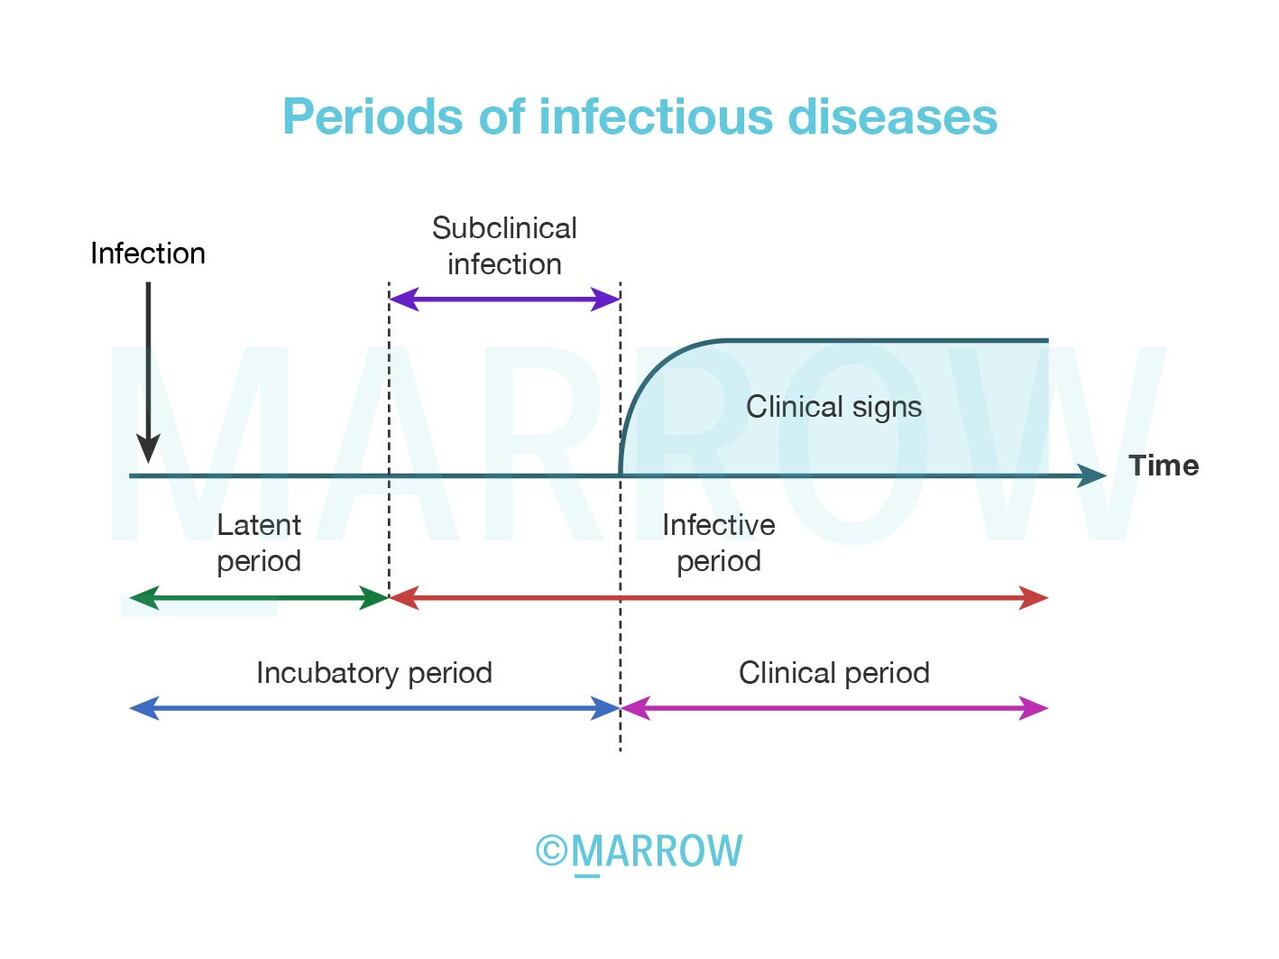 Periods of infectious diseases
Subclinical
infection
Infection
MARROW
Clinical signs
Time
Latent
period
Infective
period
Incubatory period
Clinical period
©MARROW